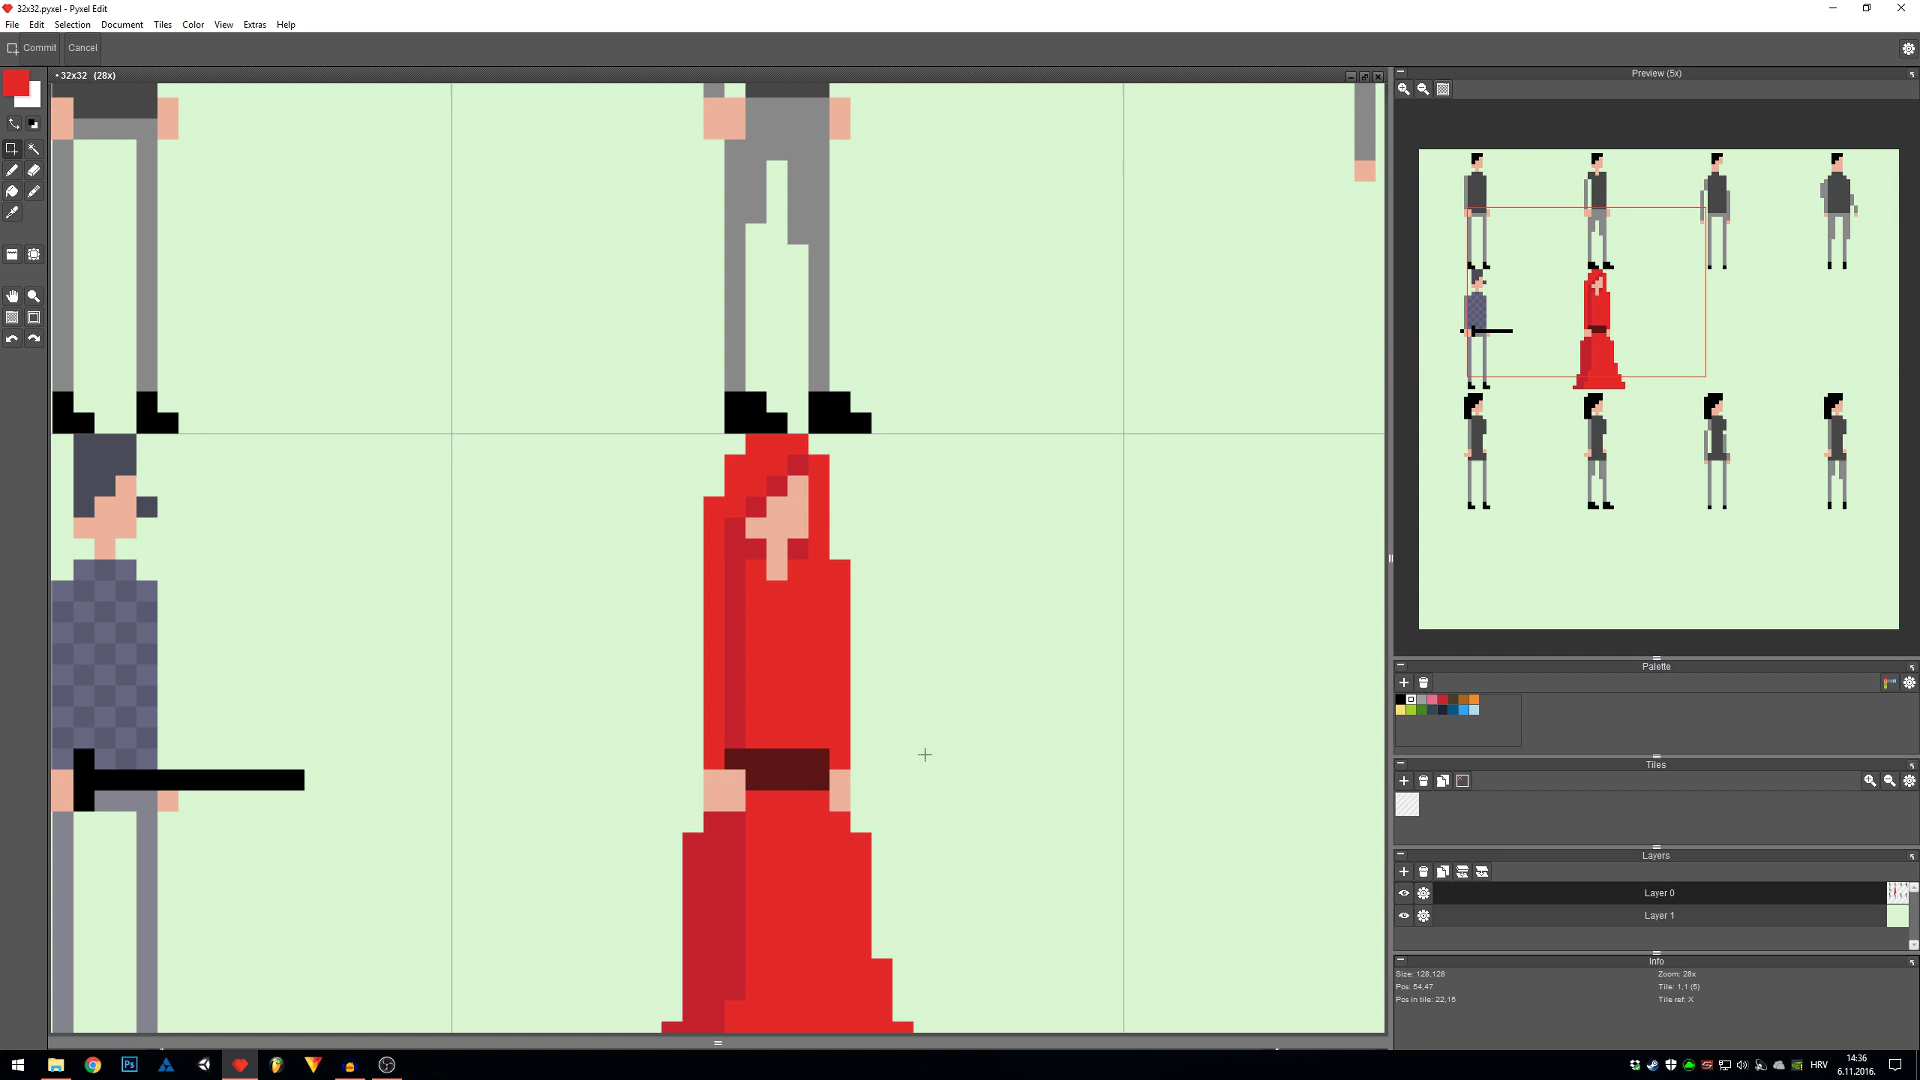 32x32.pyxel - Pyxel Edit
File Edit Selection Document Tiles Color View Extras Help
Commit Cancel
• 32x32 (28x)
Preview (5x)
Palette
Tiles
Layers
Layer 0
Layer 1
Info
Size: 128,128 Zoom: 28x
Pos: 54,47 Tile: 1,1 (5)
Pos in tile: 22,15 Tile ref: X
Ps
HRV
14:36
6.11.2016.